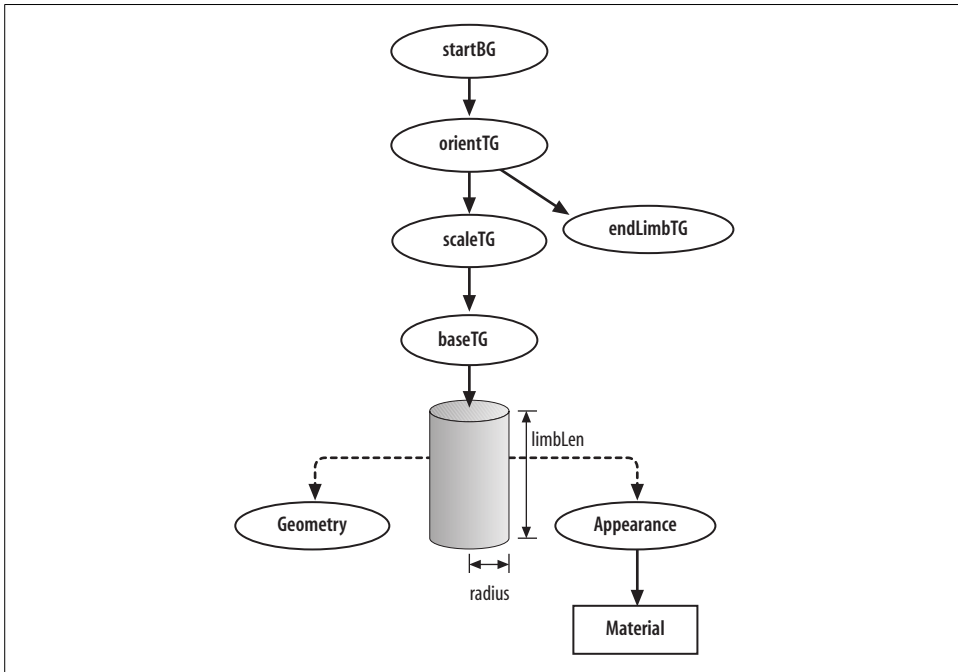 startBG
orientTG
endLimbTG
scaleTG
baseTG
limbLen
Geometry
Appearance
radius
Material